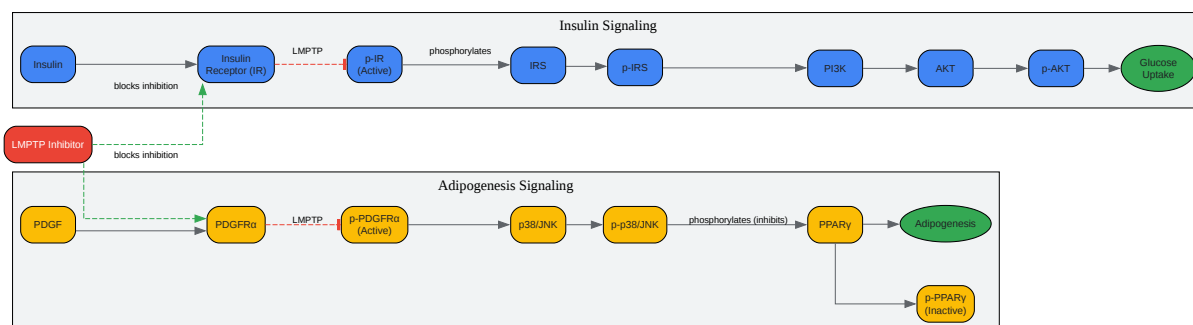 Insulin Signaling
LMPTP
phosphorylates
Insulin
Insulin
Receptor (IR)
p-IR
(Active)
IRS
p-IRS
PI3K
AKT
p-AKT
Glucose
Uptake
blocks inhibition
LMPTP Inhibitor
blocks inhibition
Adipogenesis Signaling
PDGF
PDGFRα
LMPTP
p-PDGFRα
(Active)
p38/JNK
p-p38/JNK
phosphorylates (inhibits)
PPARγ
Adipogenesis
p-PPARγ
(Inactive)